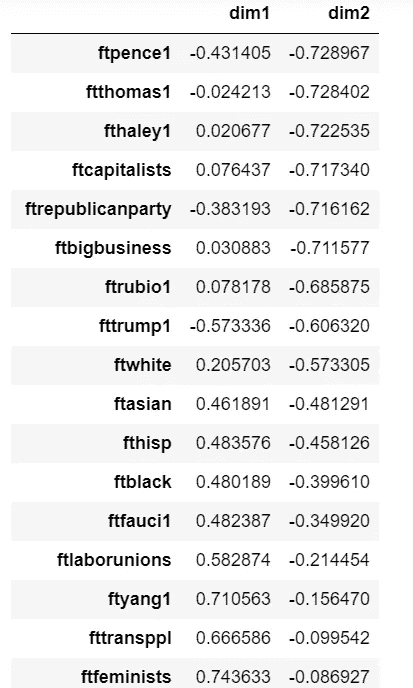 dim1 dim2
ftpence1 -0.431405 -0.728967
ftthomas1 -0.024213 -0.728402
fthaley1 0.020677 -0.722535
ftcapitalists 0.076437 -0.717340
ftrepublicanparty -0.383193 -0.716162
ftbigbusiness 0.030883 -0.711577
ftrubio1 0.078178 -0.685875
fttrump1 -0.573336 -0.606320
ftwhite 0.205703 -0.573305
ftasian 0.461891 -0.481291
fthisp 0.483576 -0.458126
ftblack 0.480189 -0.399610
ftfauci1 0.482387 -0.349920
ftlaborunions 0.582874 -0.214454
ftyang1 0.710563 -0.156470
fttransppl 0.666586 -0.099542
ftfeminists 0.743633 -0.086927